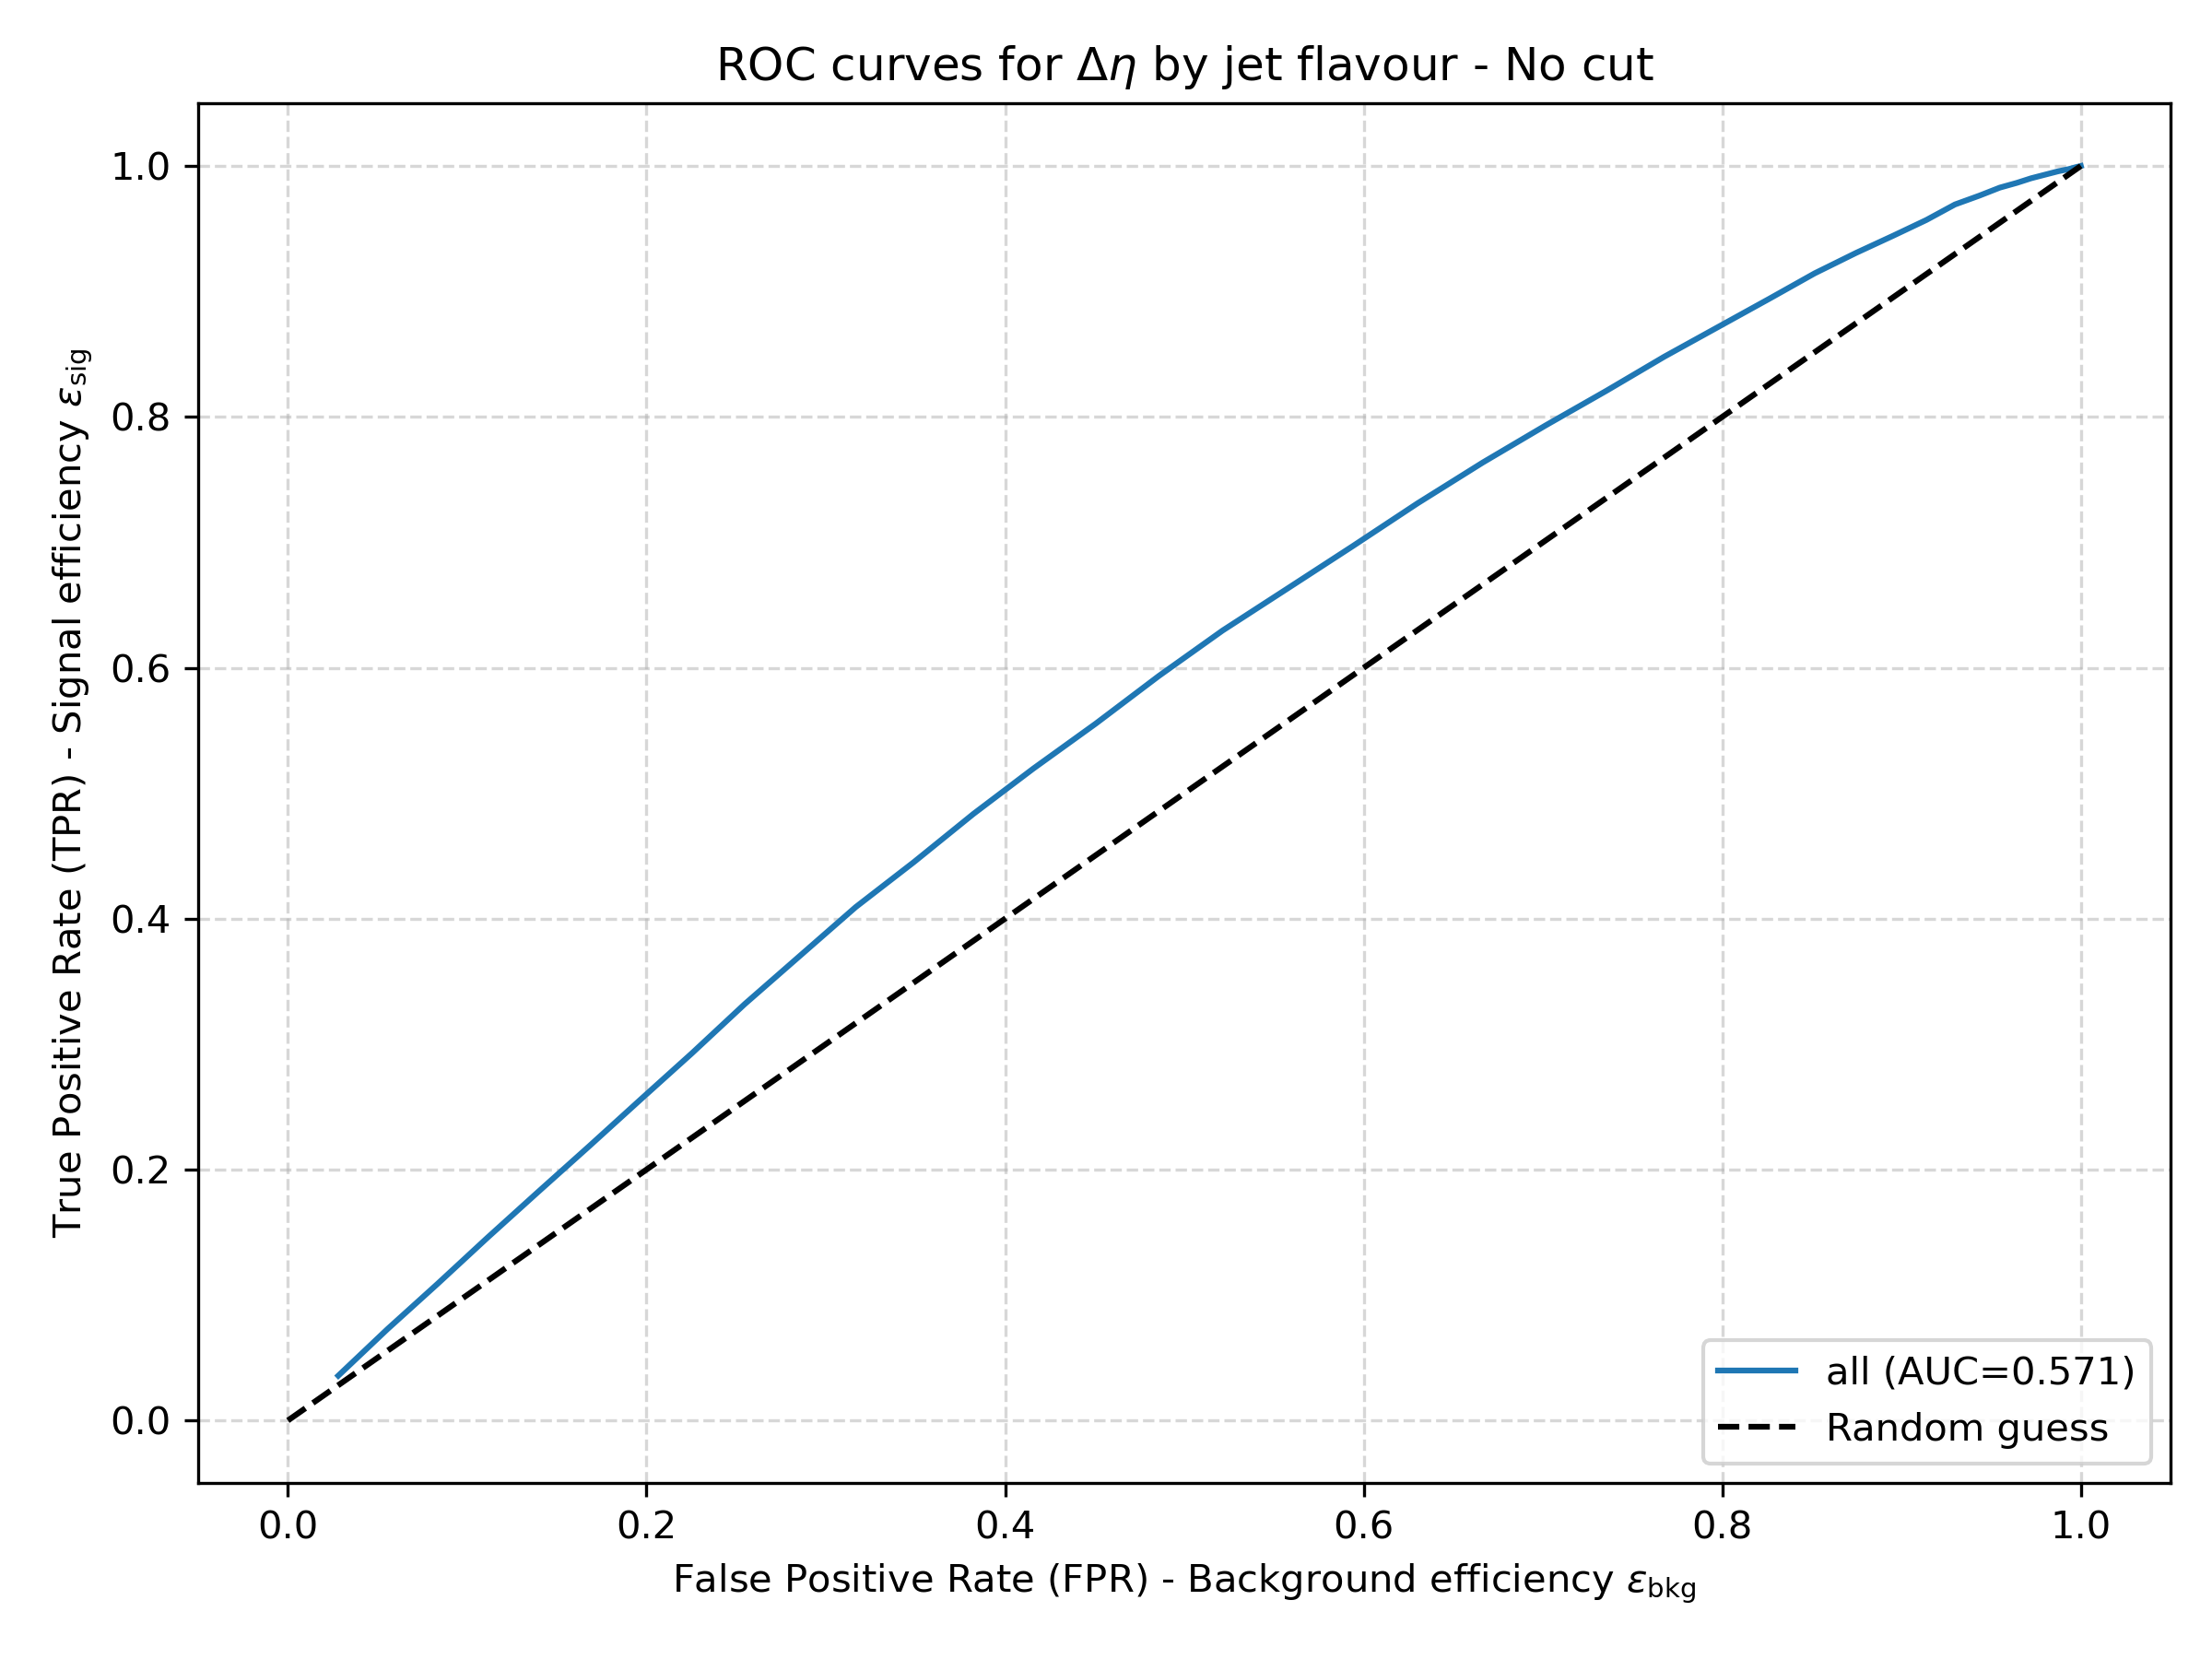 ROC curves for Δη by jet flavour - No cut
True Positive Rate (TPR) - Signal efficiency ε_sig
1.0
0.8
0.6
0.4
0.2
0.0
all (AUC=0.571)
Random guess
0.0 0.2 0.4 0.6 0.8 1.0
False Positive Rate (FPR) - Background efficiency ε_bkg